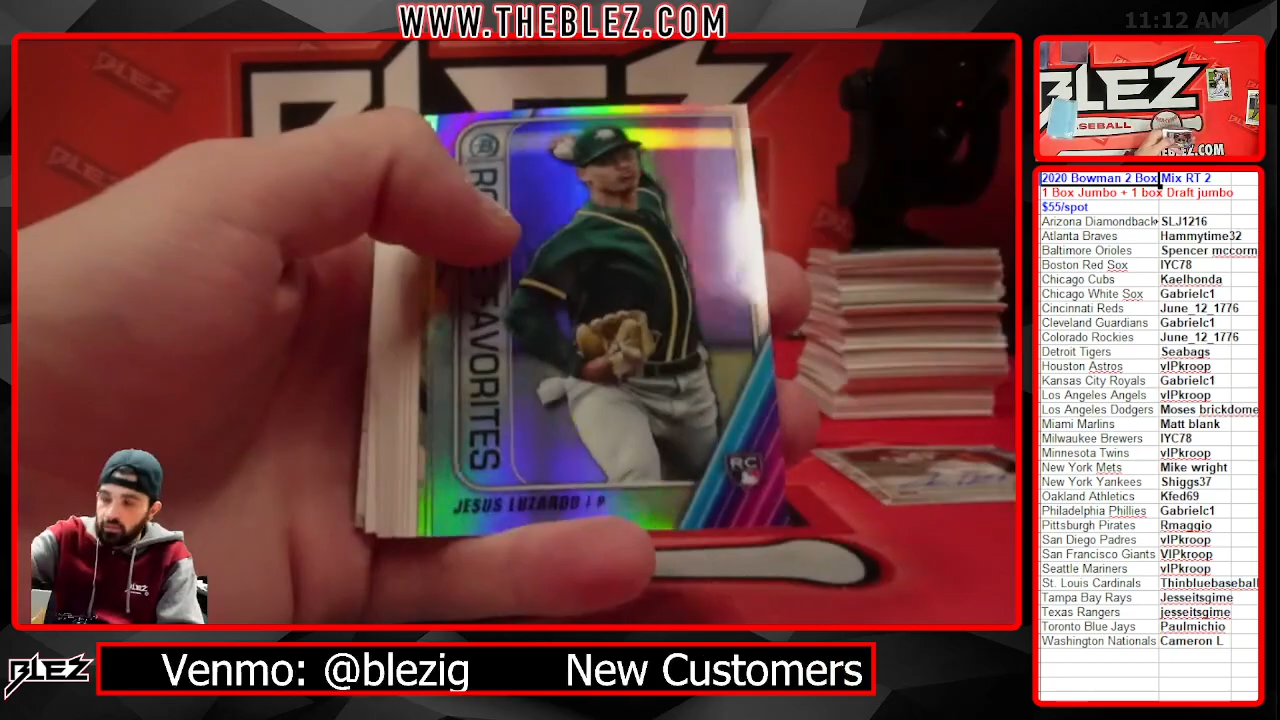 WWW.THEBLEZ.COM
11:12 AM
BLEZ
BLEZ
FAVORITES
JESUS LUZARDO | P
RC
BLEZ
BLEZ
ASEBALL
EZ.COM
2020 Bowman 2 Box Mix RT 2
1 Box Jumbo + 1 box Draft jumbo
$55/spot
Arizona Diamondback SLJ1216
Atlanta Braves Hammytime32
Baltimore Orioles Spencer mccorm
Boston Red Sox IYC78
Chicago Cubs Kaelhonda
Chicago White Sox Gabrielc1
Cincinnati Reds June_12_1776
Cleveland Guardians Gabrielc1
Colorado Rockies June_12_1776
Detroit Tigers Seabags
Houston Astros vIPkroop
Kansas City Royals Gabrielc1
Los Angeles Angels vIPkroop
Los Angeles Dodgers Moses brickdome
Miami Marlins Matt blank
Milwaukee Brewers IYC78
Minnesota Twins vIPkroop
New York Mets Mike wright
New York Yankees Shiggs37
Oakland Athletics Kfed69
Philadelphia Phillies Gabrielc1
Pittsburgh Pirates Rmaggio
San Diego Padres vIPkroop
San Francisco Giants VIPkroop
Seattle Mariners vIPkroop
St. Louis Cardinals Thinbluebaseball
Tampa Bay Rays Jesseitsgime
Texas Rangers jesseitsgime
Toronto Blue Jays Paulmichio
Washington Nationals Cameron L
BLEZ
Venmo: @blezig New Customers